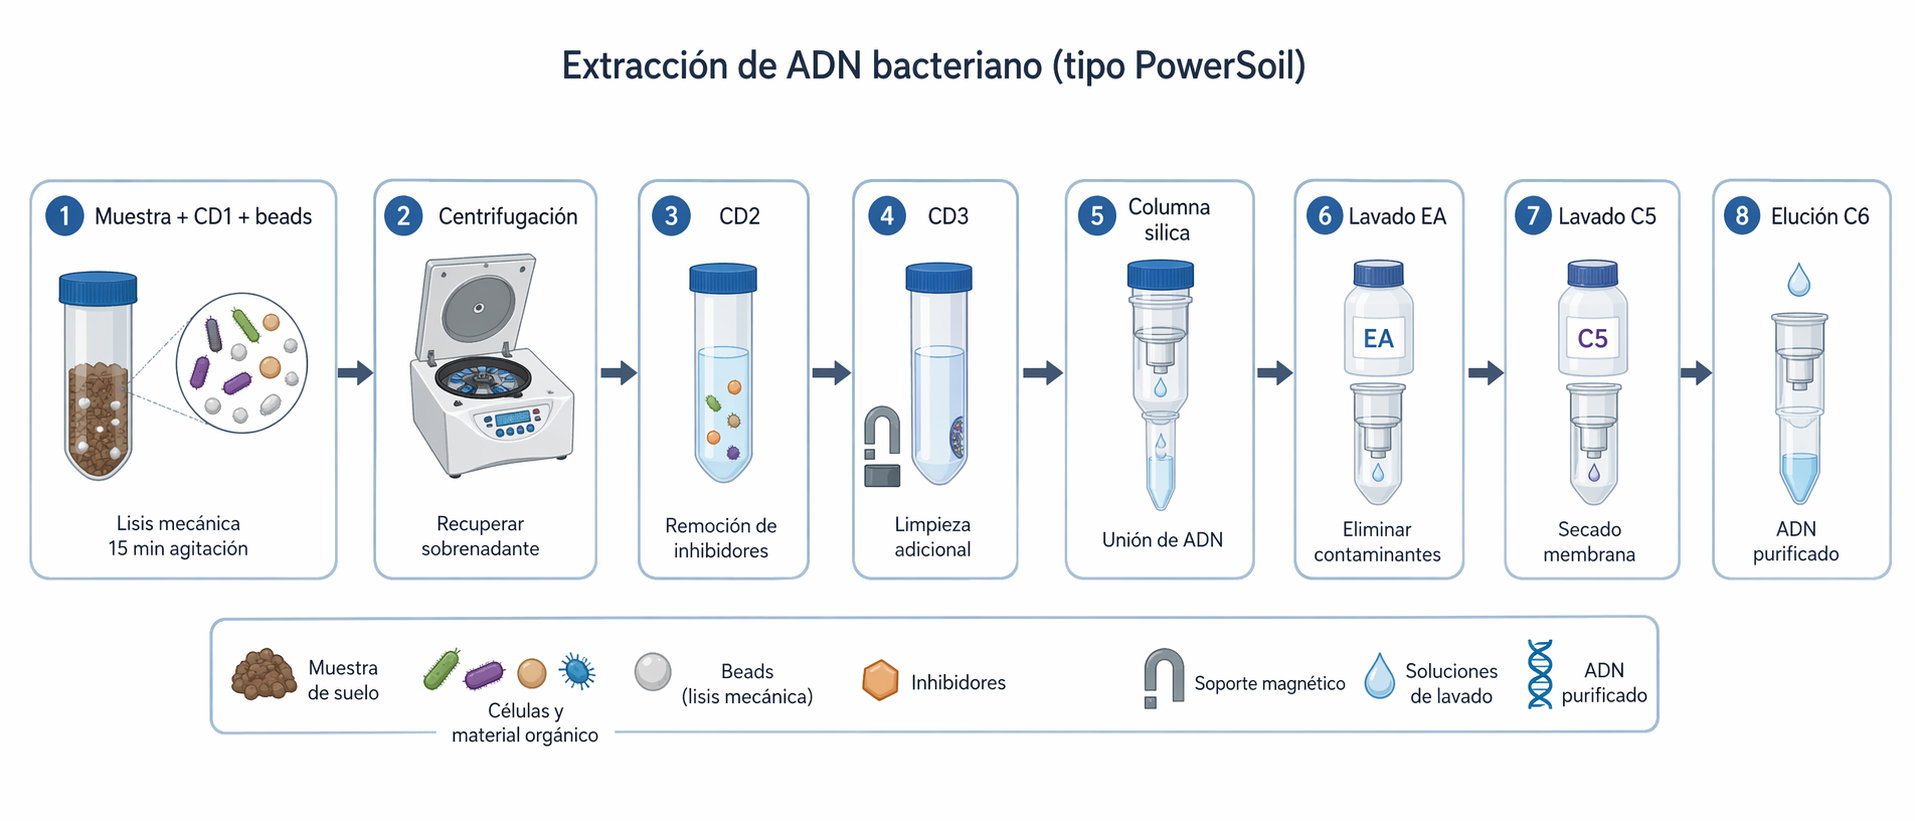 Extracción de ADN bacteriano (tipo PowerSoil)
1 Muestra + CD1 + beads
Lisis mecánica
15 min agitación
2 Centrifugación
Recuperar
sobrenadante
3 CD2
Remoción de
inhibidores
4 CD3
Limpieza
adicional
5 Columna
silica
Unión de ADN
6 Lavado EA
EA
Eliminar
contaminantes
7 Lavado C5
C5
Secado
membrana
8 Elución C6
ADN
purificado
Muestra
de suelo
Células y
material orgánico
Beads
(lisis mecánica)
Inhibidores
Soporte magnético
Soluciones
de lavado
ADN
purificado